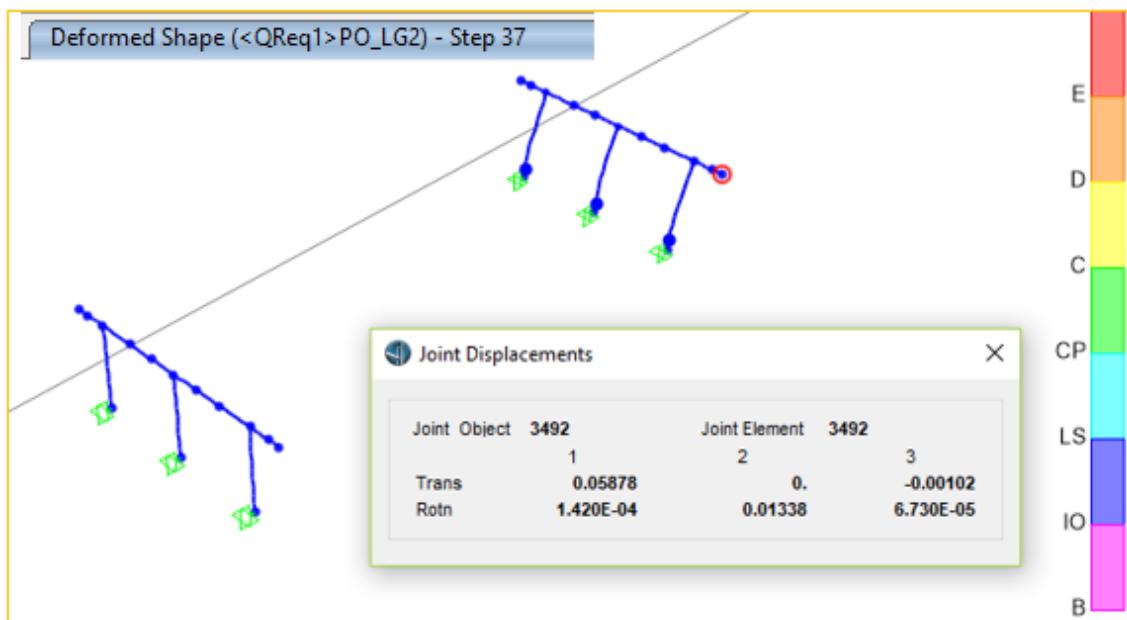 Deformed Shape (<QReq1>PO_LG2) - Step 37
Joint Displacements
Joint Object 3492 Joint Element 3492
1 2 3
Trans 0.05878 0. -0.00102
Rotn 1.420E-04 0.01338 6.730E-05
E
D
C
CP
LS
IO
B